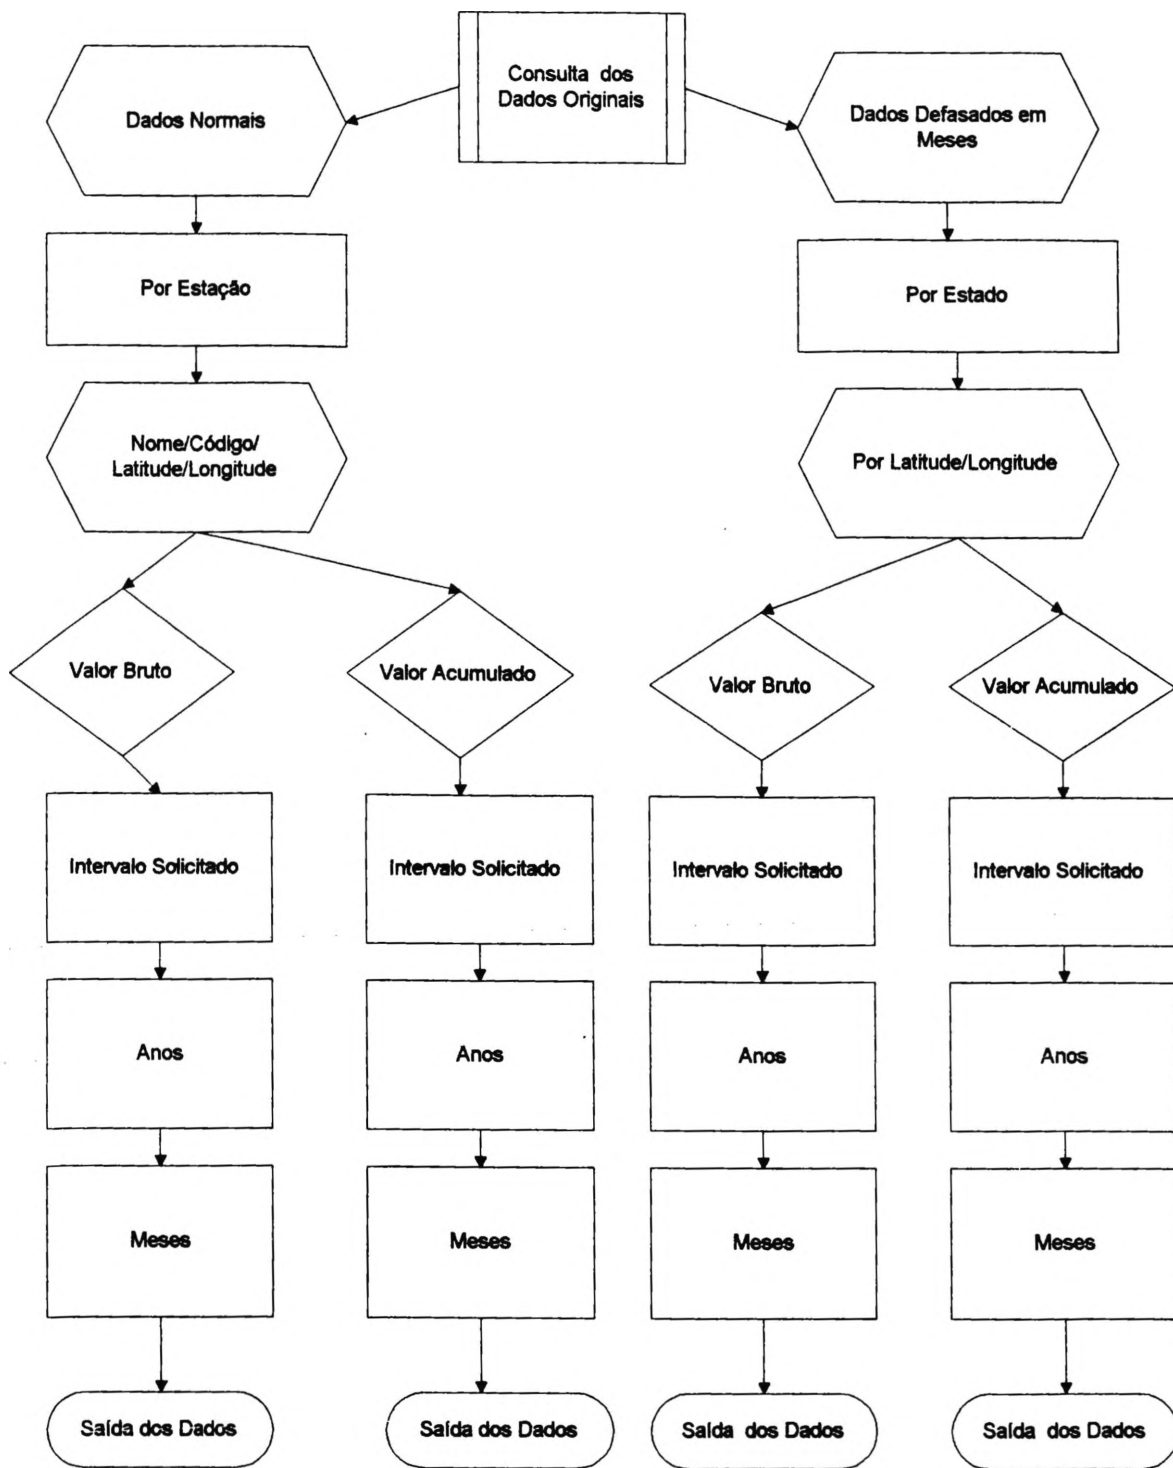 Consulta dos
Dados Originais
Dados Normais
Dados Defasados em
Meses
Por Estação
Por Estado
Nome/Código/
Latitude/Longitude
Por Latitude/Longitude
Valor Bruto
Valor Acumulado
Valor Bruto
Valor Acumulado
Intervalo Solicitado
Intervalo Solicitado
Intervalo Solicitado
Intervalo Solicitado
Anos
Anos
Anos
Anos
Meses
Meses
Meses
Meses
Saída dos Dados
Saída dos Dados
Saída dos Dados
Saída dos Dados